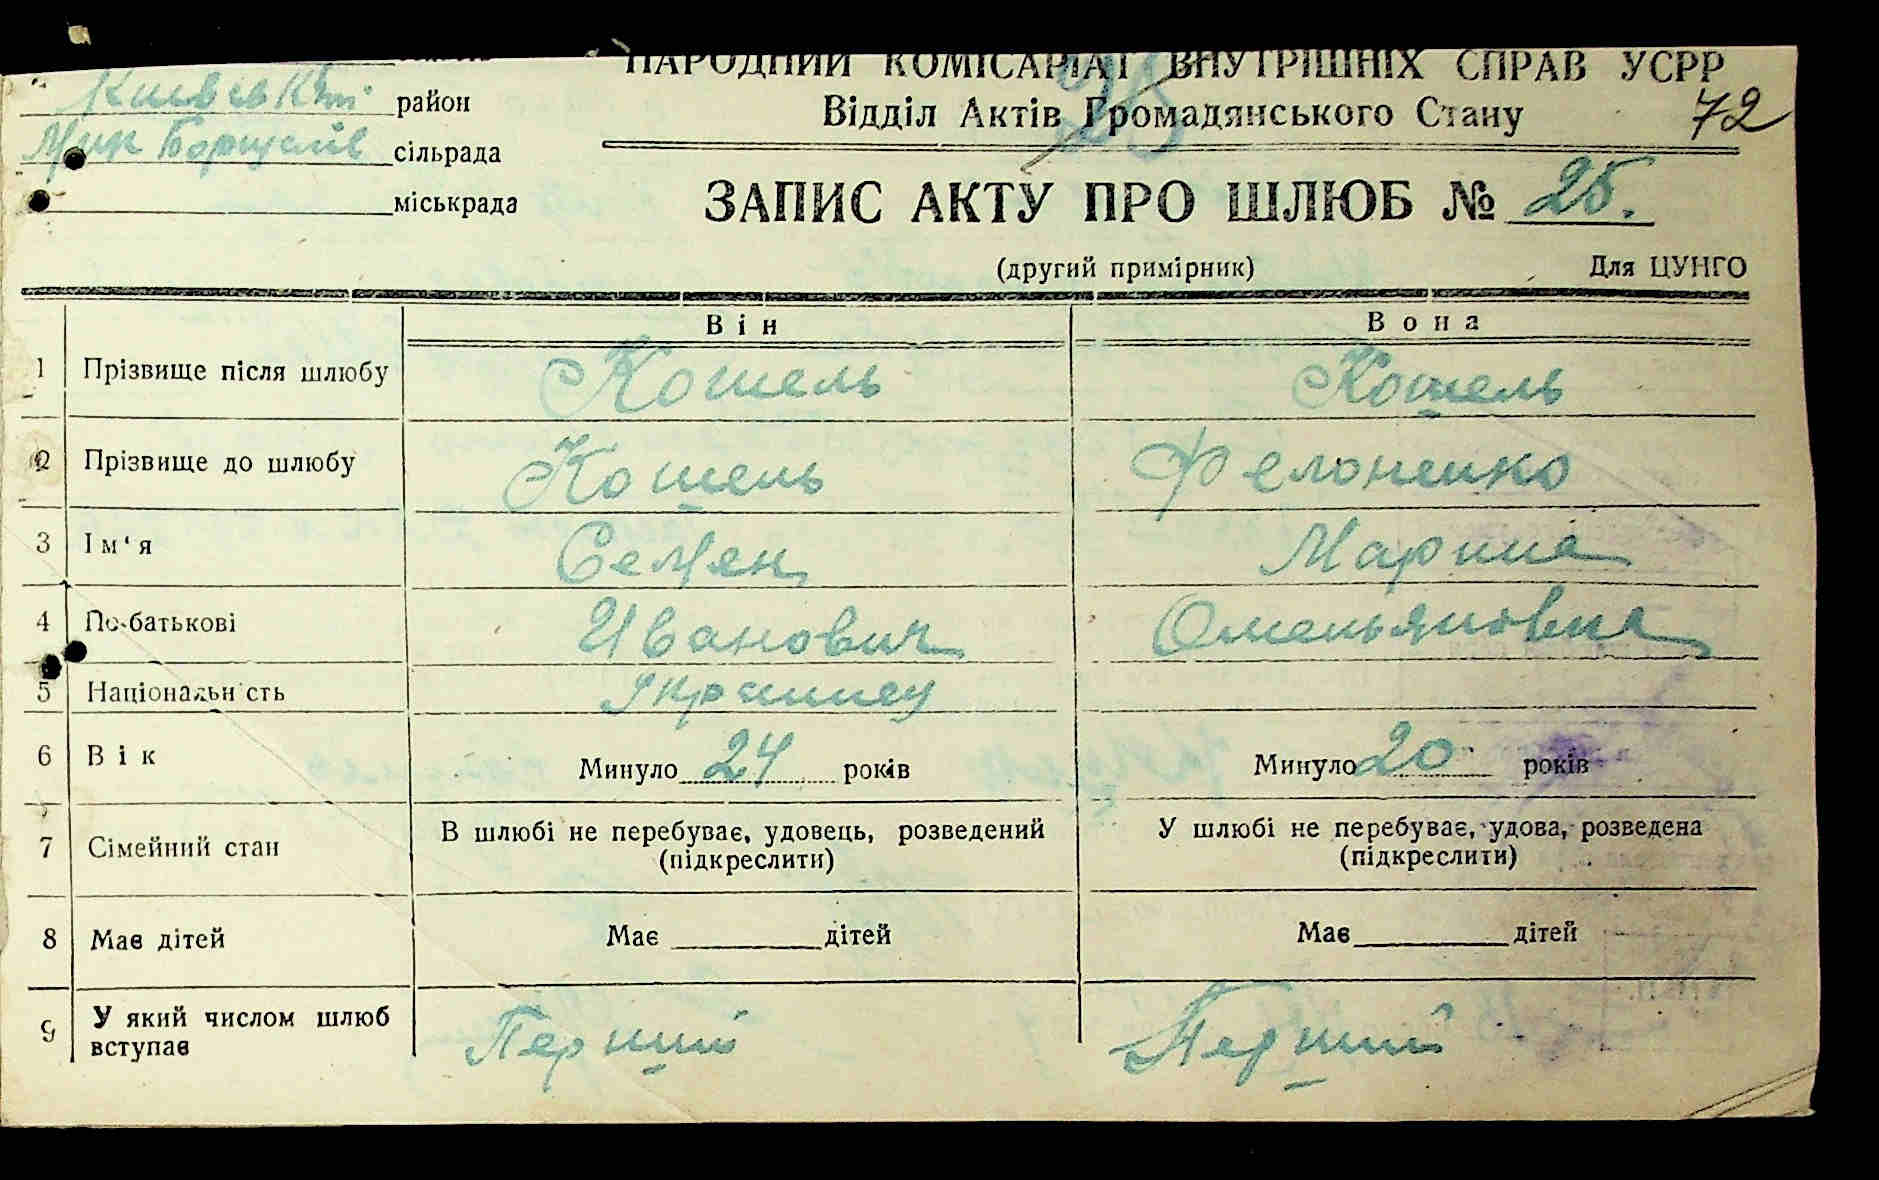 НАРОДНИЙ КОМІСАРІАТ ВНУТРІШНІХ СПРАВ УСРР
Київськ район
Відділ Актів Громадянського Стану
72
Мик Борщагів сільрада
міськрада
ЗАПИС АКТУ ПРО ШЛЮБ № 25.
(другий примірник)
Для ЦУНГО
Він
Вона
1 Прізвище після шлюбу Кошель Кошель
2 Прізвище до шлюбу Кошель Фелоненко
3 Ім'я Семен Марина
4 По-батькові Иванович Омельяновна
5 Національність Українец
6 Вік Минуло 24 років Минуло 20 років
7 Сімейний стан В шлюбі не перебуває, удовець, розведений У шлюбі не перебуває, удова, розведена
(підкреслити) (підкреслити)
8 Має дітей Має дітей Має дітей
9 У який числом шлюб
вступає Перший Перший